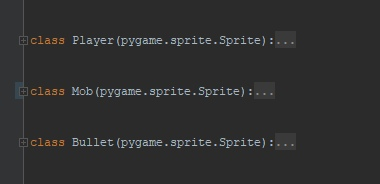 class Player(pygame.sprite.Sprite):...
class Mob(pygame.sprite.Sprite):...
class Bullet(pygame.sprite.Sprite):...